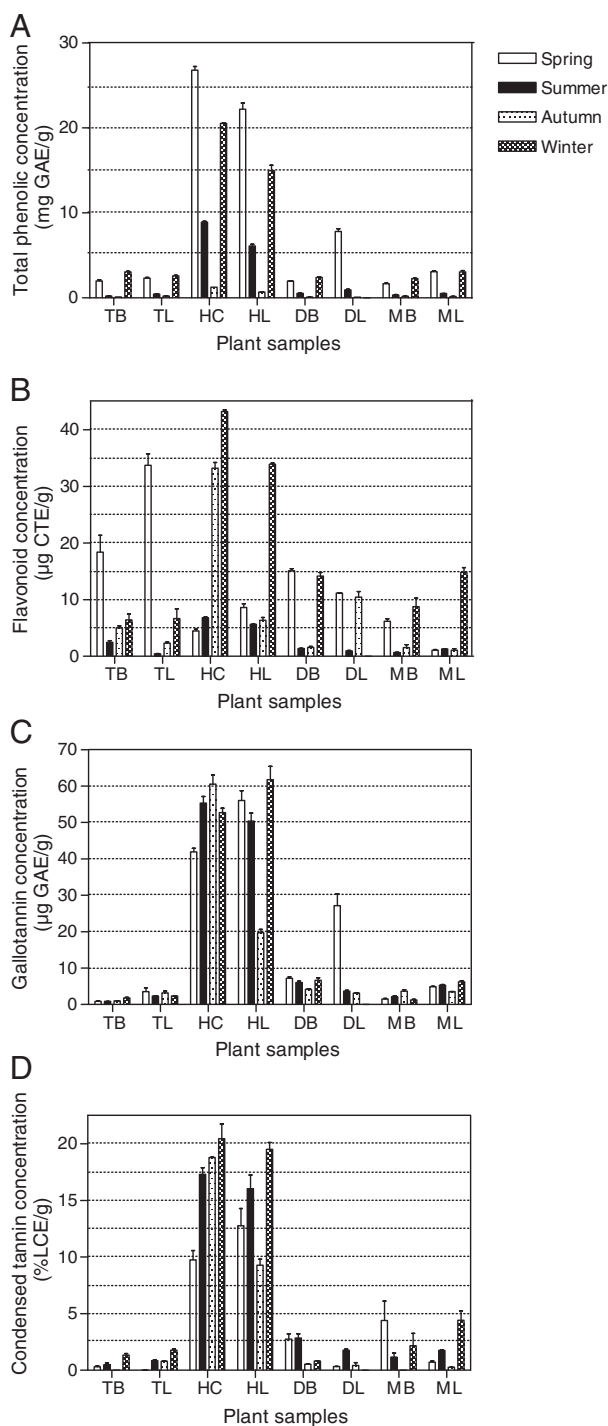 A
Total phenolic concentration
(mg GAE/g)
30
20
10
0
TB TL HC HL DB DL MB ML
Plant samples
Spring
Summer
Autumn
Winter
B
Flavonoid concentration
(µg CTE/g)
40
30
20
10
0
TB TL HC HL DB DL MB ML
Plant samples
C
Gallotannin concentration
(µg GAE/g)
70
60
50
40
30
20
10
0
TB TL HC HL DB DL MB ML
Plant samples
D
Condensed tannin concentration
(%LCE/g)
20
15
10
5
0
TB TL HC HL DB DL MB ML
Plant samples